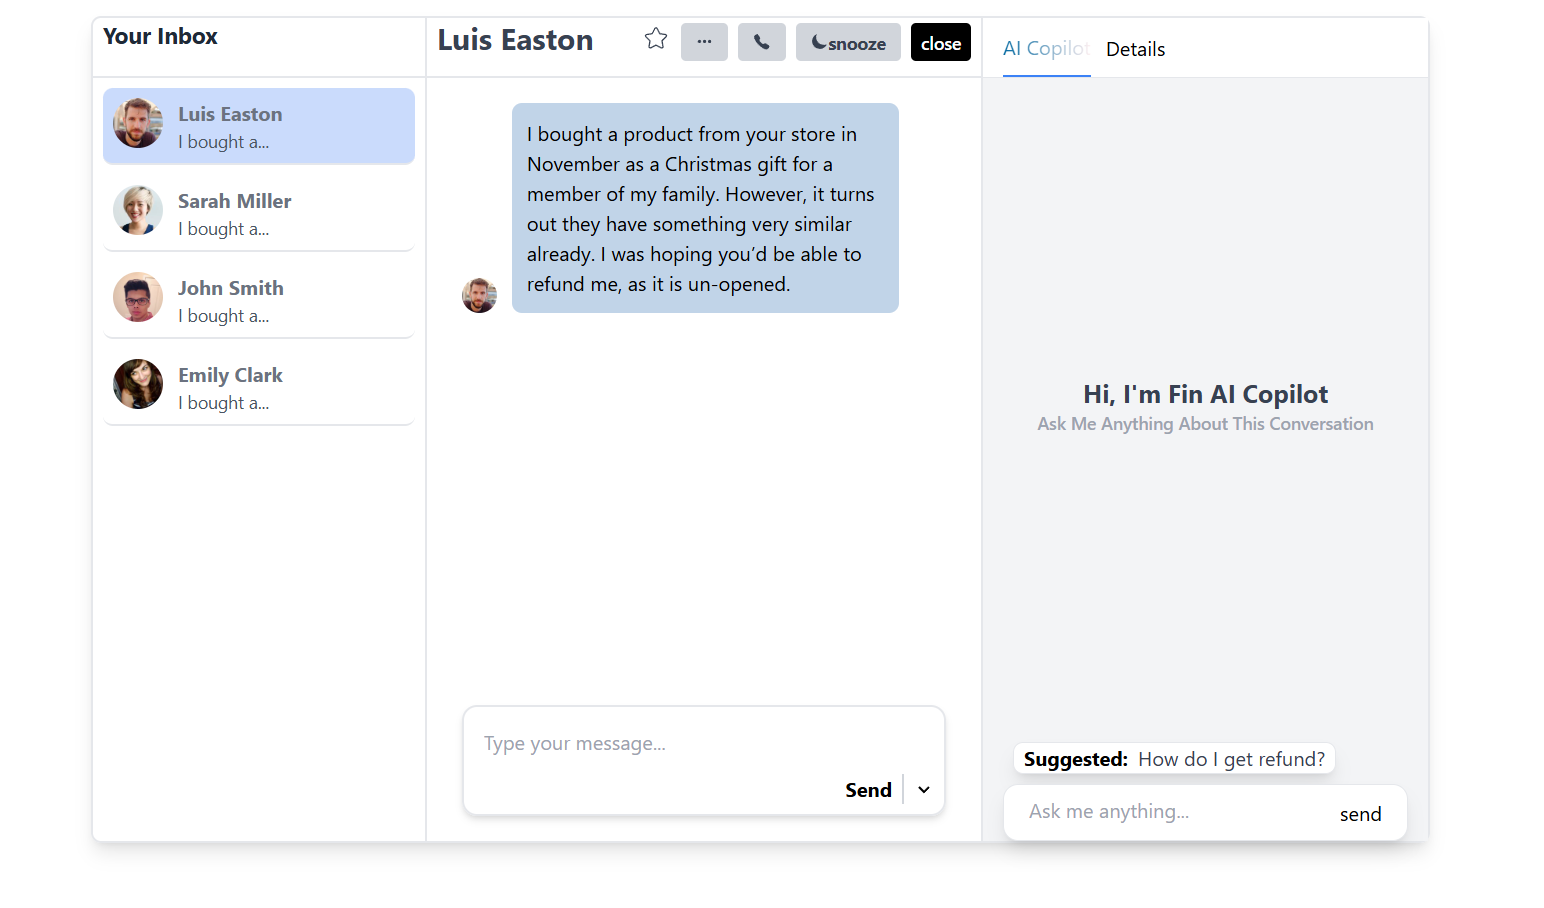 Your Inbox
Luis Easton
I bought a...
Sarah Miller
I bought a...
John Smith
I bought a...
Emily Clark
I bought a...
Luis Easton
...
snooze
close
I bought a product from your store in
November as a Christmas gift for a
member of my family. However, it turns
out they have something very similar
already. I was hoping you’d be able to
refund me, as it is un-opened.
Type your message...
Send
AI Copilot
Details
Hi, I'm Fin AI Copilot
Ask Me Anything About This Conversation
Suggested: How do I get refund?
Ask me anything...
send